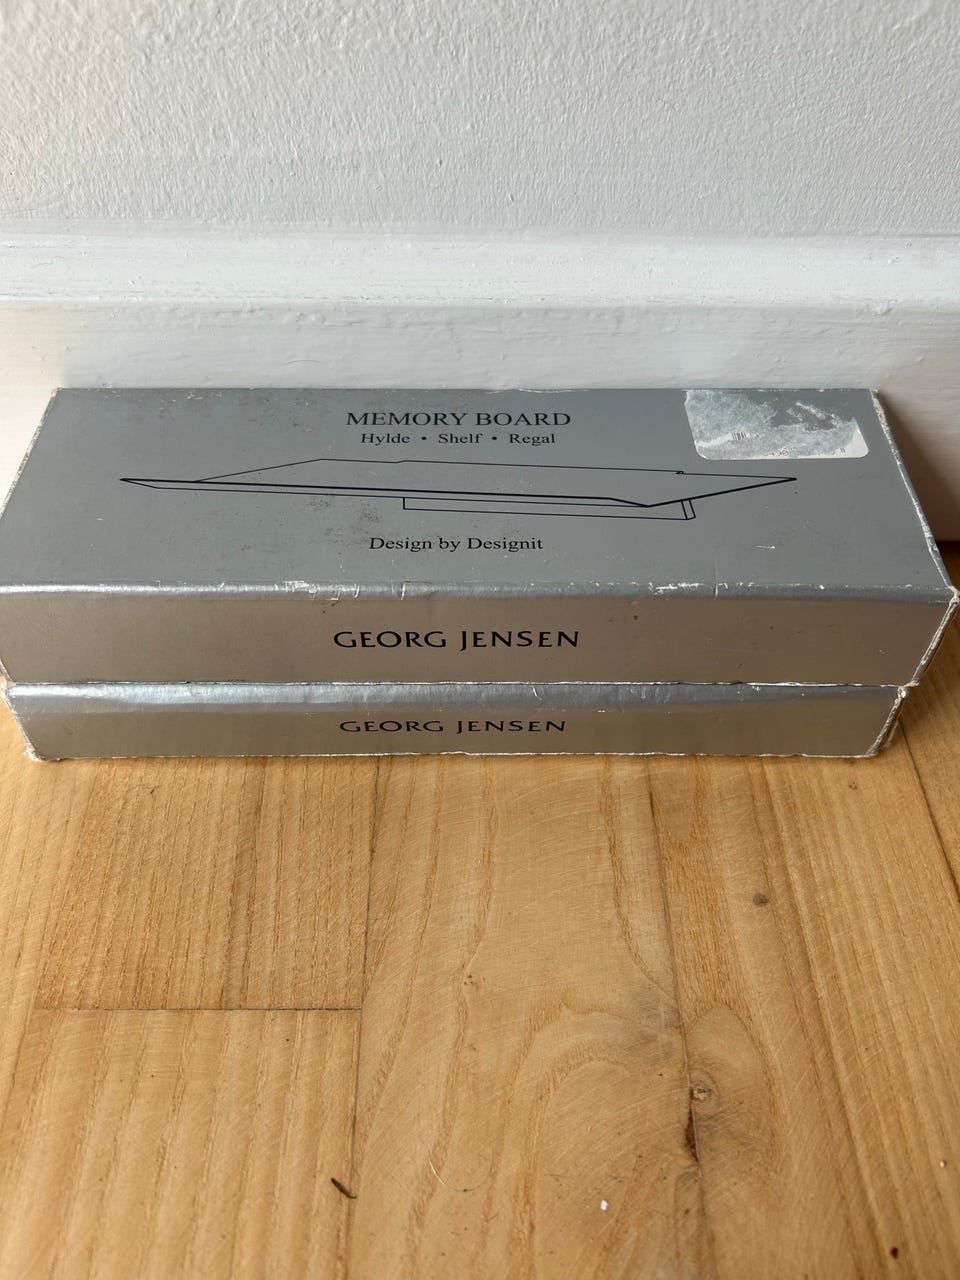 MEMORY BOARD
Hylde • Shelf • Regal
Design by Designit
GEORG JENSEN
GEORG JENSEN